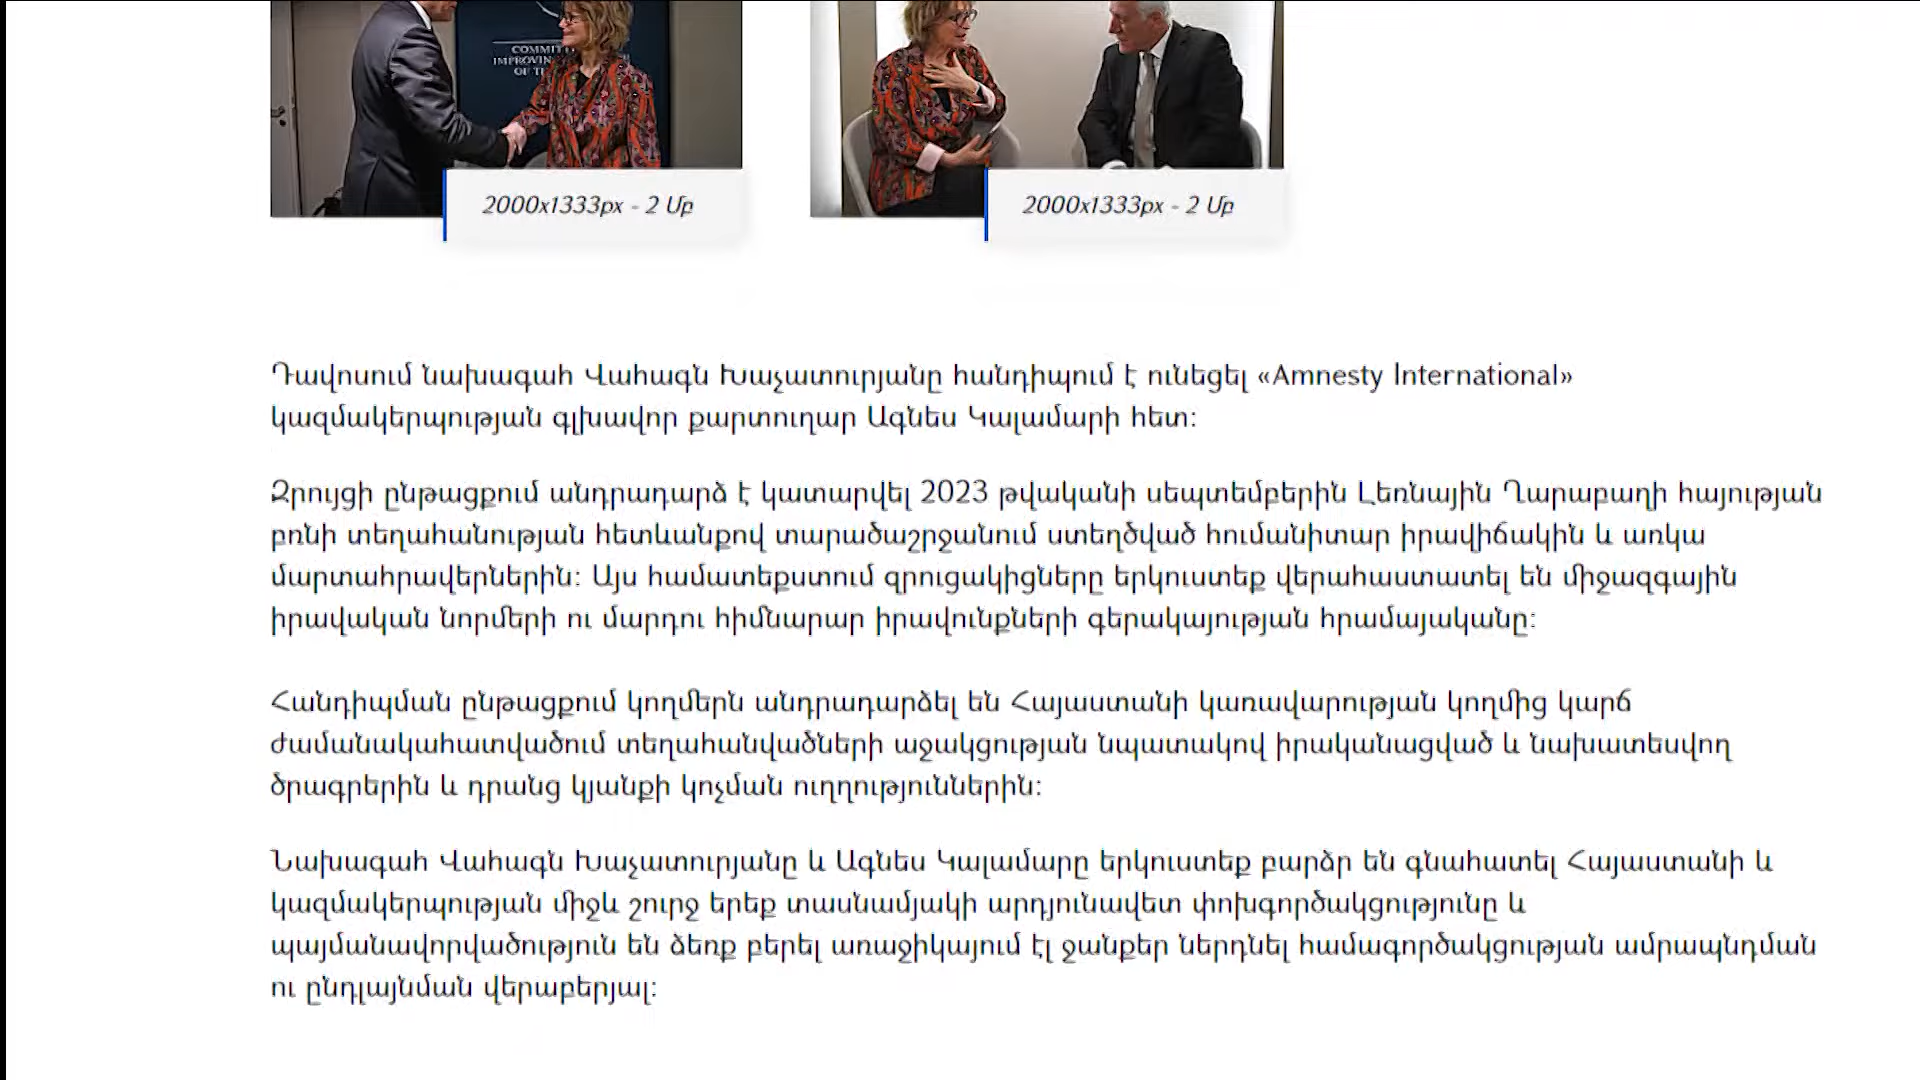 COMMITT
IMPROVIN
OF TH
2000x1333px - 2 Մբ
2000x1333px - 2 Մբ
Դավոսում նախագահ Վահագն Խաչատուրյանը հանդիպում է ունեցել «Amnesty International»
կազմակերպության գլխավոր քարտուղար Ագնես Կալամարի հետ:
Զրույցի ընթացքում անդրադարձ է կատարվել 2023 թվականի սեպտեմբերին Լեռնային Ղարաբաղի հայության
բռնի տեղահանության հետևանքով տարածաշրջանում ստեղծված հումանիտար իրավիճակին և առկա
մարտահրավերներին: Այս համատեքստում զրուցակիցները երկուստեք վերահաստատել են միջազգային
իրավական նորմերի ու մարդու հիմնարար իրավունքների գերակայության հրամայականը:
Հանդիպման ընթացքում կողմերն անդրադարձել են Հայաստանի կառավարության կողմից կարճ
ժամանակահատվածում տեղահանվածների աջակցության նպատակով իրականացված և նախատեսվող
ծրագրերին և դրանց կյանքի կոչման ուղղություններին:
Նախագահ Վահագն Խաչատուրյանը և Ագնես Կալամարը երկուստեք բարձր են գնահատել Հայաստանի և
կազմակերպության միջև շուրջ երեք տասնամյակի արդյունավետ փոխգործակցությունը և
պայմանավորվածություն են ձեռք բերել առաջիկայում էլ ջանքեր ներդնել համագործակցության ամրապնդման
ու ընդլայնման վերաբերյալ: